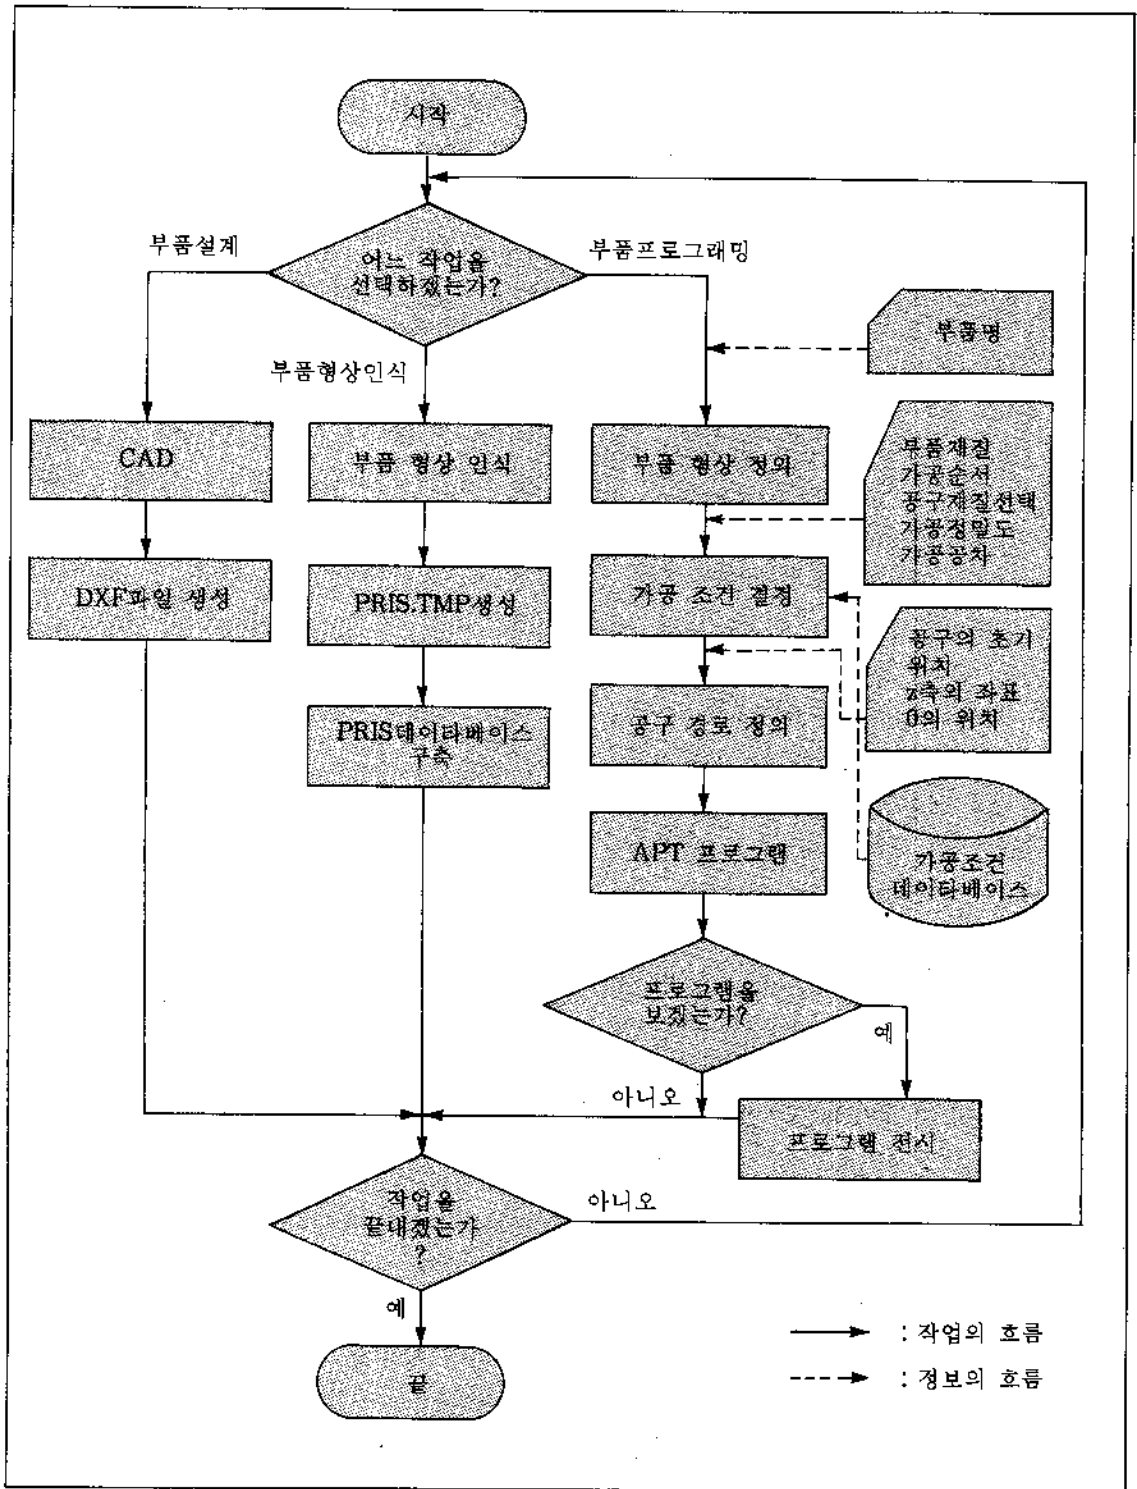 시작
어느 작업을
선택하겠는가?
부품설계
부품프로그래밍
부품형상인식
부품명
CAD
부품 형상 인식
부품 형상 정의
부품재질
가공순서
공구재질선택
가공정밀도
가공공차
DXF파일 생성
PRIS.TMP생성
가공 조건 결정
공구의 초기
위치
z축의 좌표
0의 위치
PRIS데이타베이스
구축
공구 경로 정의
APT 프로그램
가공조건
데이타베이스
프로그램을
보겠는가?
예
아니오
프로그램 전시
작업을
끝내겠는가
?
아니오
예
끝
: 작업의 흐름
: 정보의 흐름